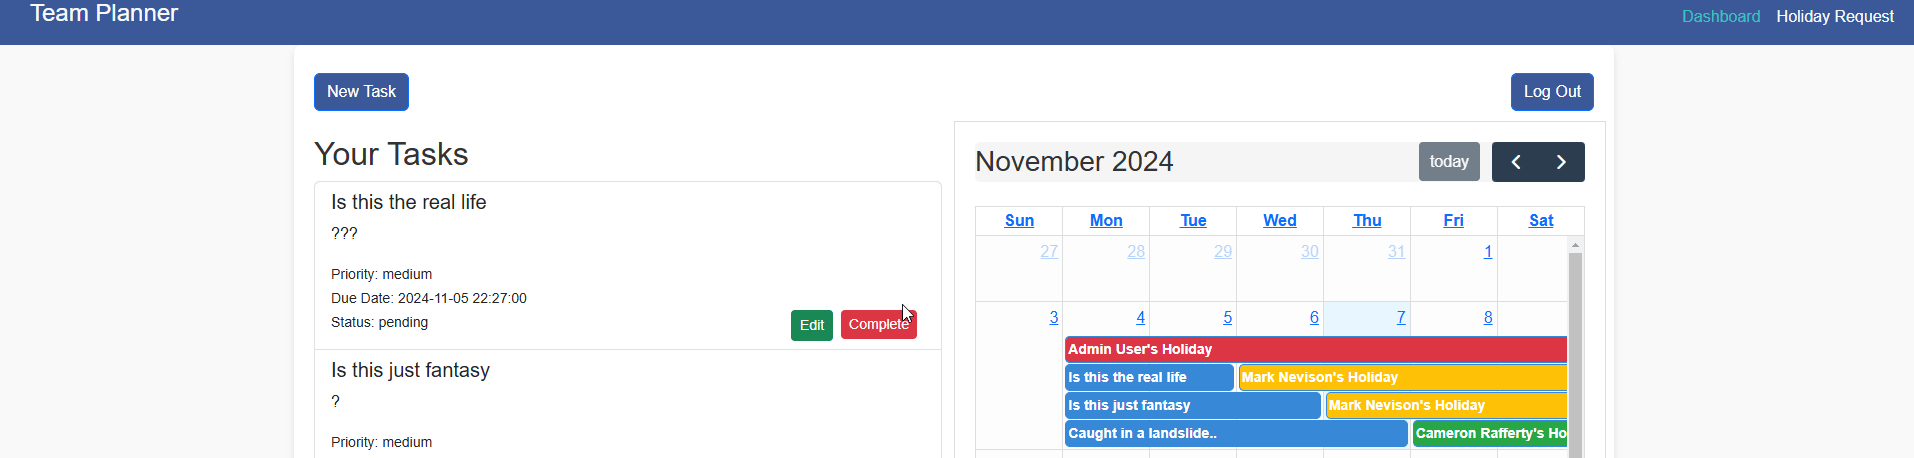 Team Planner
Dashboard Holiday Request
New Task
Log Out
Your Tasks
Is this the real life
???
Priority: medium
Due Date: 2024-11-05 22:27:00
Status: pending
Edit Complete
Is this just fantasy
?
Priority: medium
November 2024
today
Sun Mon Tue Wed Thu Fri Sat
27 28 29 30 31 1
3 4 5 6 7 8
Admin User's Holiday
Is this the real life Mark Nevison's Holiday
Is this just fantasy Mark Nevison's Holiday
Caught in a landslide.. Cameron Rafferty's Ho